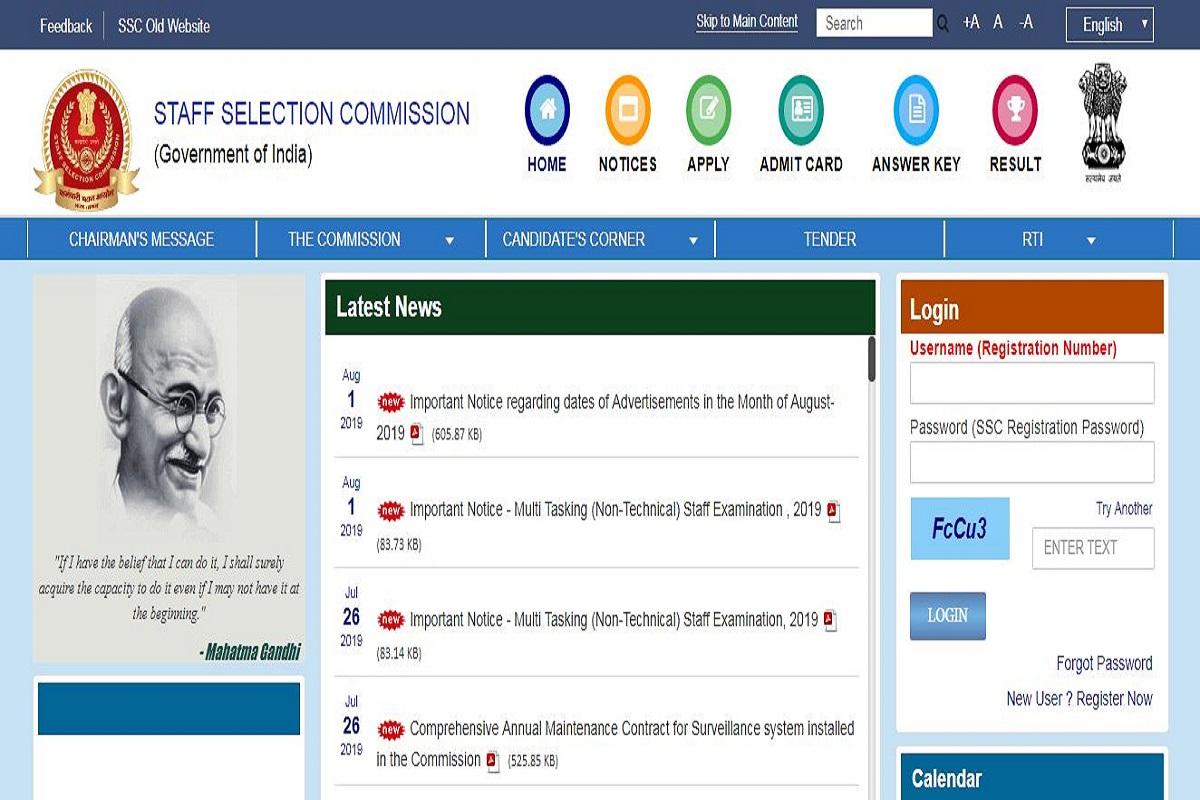 Feedback
SSC Old Website
Skip to Main Content
Search
+A A -A
English
STAFF SELECTION COMMISSION
(Government of India)
HOME
NOTICES
APPLY
ADMIT CARD
ANSWER KEY
RESULT
STAFF SELECTION COMMISSION
सत्यमेव जयते
CHAIRMAN'S MESSAGE
THE COMMISSION
CANDIDATE'S CORNER
TENDER
RTI
"If I have the belief that I can do it, I shall surely
acquire the capacity to do it even if I may not have it at
the beginning."
- Mahatma Gandhi
Latest News
Aug
1
2019
new Important Notice regarding dates of Advertisements in the Month of August-
2019 (605.87 KB)
Aug
1
2019
new Important Notice - Multi Tasking (Non-Technical) Staff Examination , 2019
(83.73 KB)
Jul
26
2019
new Important Notice - Multi Tasking (Non-Technical) Staff Examination, 2019
(83.14 KB)
Jul
26
2019
new Comprehensive Annual Maintenance Contract for Surveillance system installed
in the Commission (525.85 KB)
Login
Username (Registration Number)
Password (SSC Registration Password)
FcCu3
Try Another
ENTER TEXT
LOGIN
Forgot Password
New User ? Register Now
Calendar